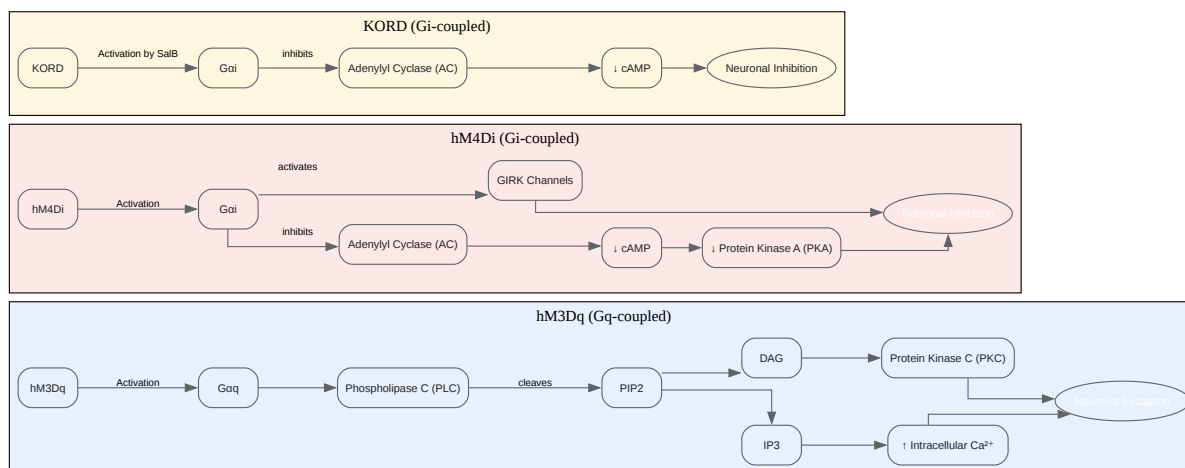 KORD (Gi-coupled)
KORD
Activation by SalB
Gαi
inhibits
Adenylyl Cyclase (AC)
↓ cAMP
Neuronal Inhibition
hM4Di (Gi-coupled)
hM4Di
Activation
Gαi
activates
GIRK Channels
inhibits
Adenylyl Cyclase (AC)
↓ cAMP
↓ Protein Kinase A (PKA)
Neuronal Inhibition
hM3Dq (Gq-coupled)
hM3Dq
Activation
Gαq
Phospholipase C (PLC)
cleaves
PIP2
DAG
Protein Kinase C (PKC)
IP3
↑ Intracellular Ca²⁺
Neuronal Excitation